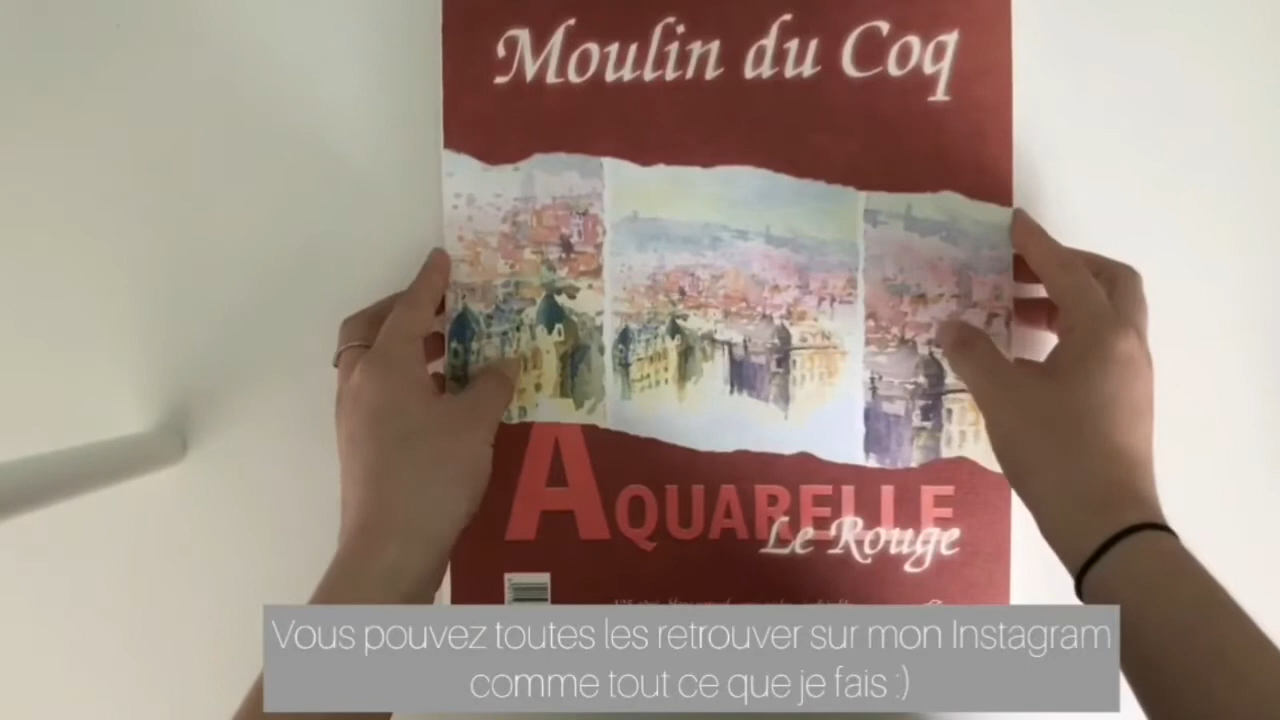 Moulin du Coq
AQUARELLE
Le Rouge
Vous pouvez toutes les retrouver sur mon Instagram
comme tout ce que je fais :)